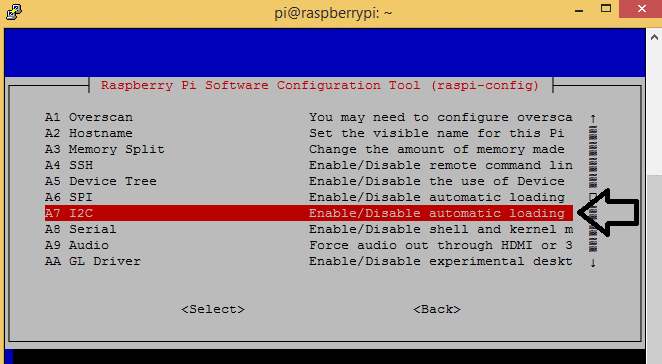 pi@raspberrypi: ~
Raspberry Pi Software Configuration Tool (raspi-config)
A1 Overscan You may need to configure oversca
A2 Hostname Set the visible name for this Pi
A3 Memory Split Change the amount of memory made
A4 SSH Enable/Disable remote command lin
A5 Device Tree Enable/Disable the use of Device
A6 SPI Enable/Disable automatic loading
A7 I2C Enable/Disable automatic loading
A8 Serial Enable/Disable shell and kernel m
A9 Audio Force audio out through HDMI or 3
AA GL Driver Enable/Disable experimental deskt
<Select> <Back>